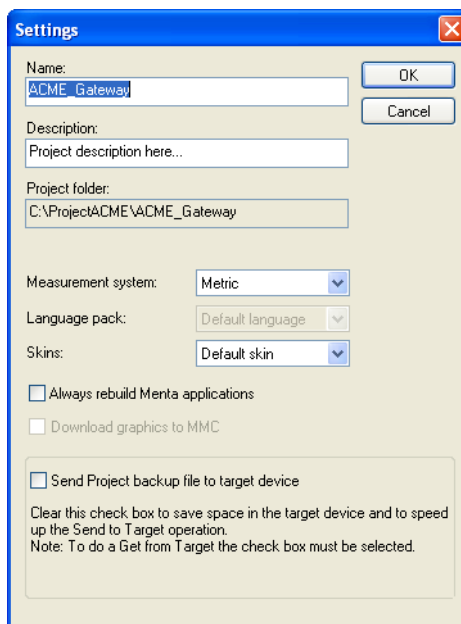 Settings
Name:
OK
ACME_Gateway
Cancel
Description:
Project description here...
Project folder:
C:\ProjectACME\ACME_Gateway
Measurement system:
Metric
Language pack:
Default language
Skins:
Default skin
Always rebuild Menta applications
Download graphics to MMC
Send Project backup file to target device
Clear this check box to save space in the target device and to speed
up the Send to Target operation.
Note: To do a Get from Target the check box must be selected.